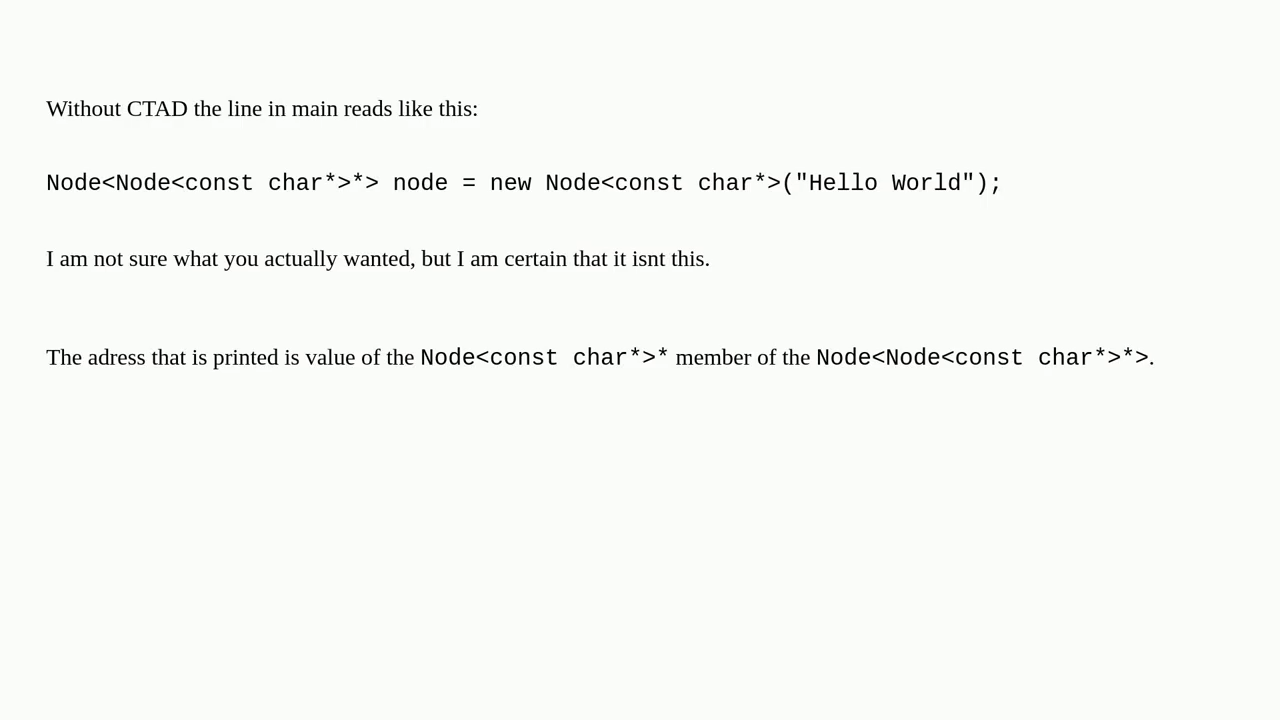 Without CTAD the line in main reads like this:
Node<Node<const char*>*> node = new Node<const char*>("Hello World");
I am not sure what you actually wanted, but I am certain that it isnt this.
The adress that is printed is value of the Node<const char*>* member of the Node<Node<const char*>*>.